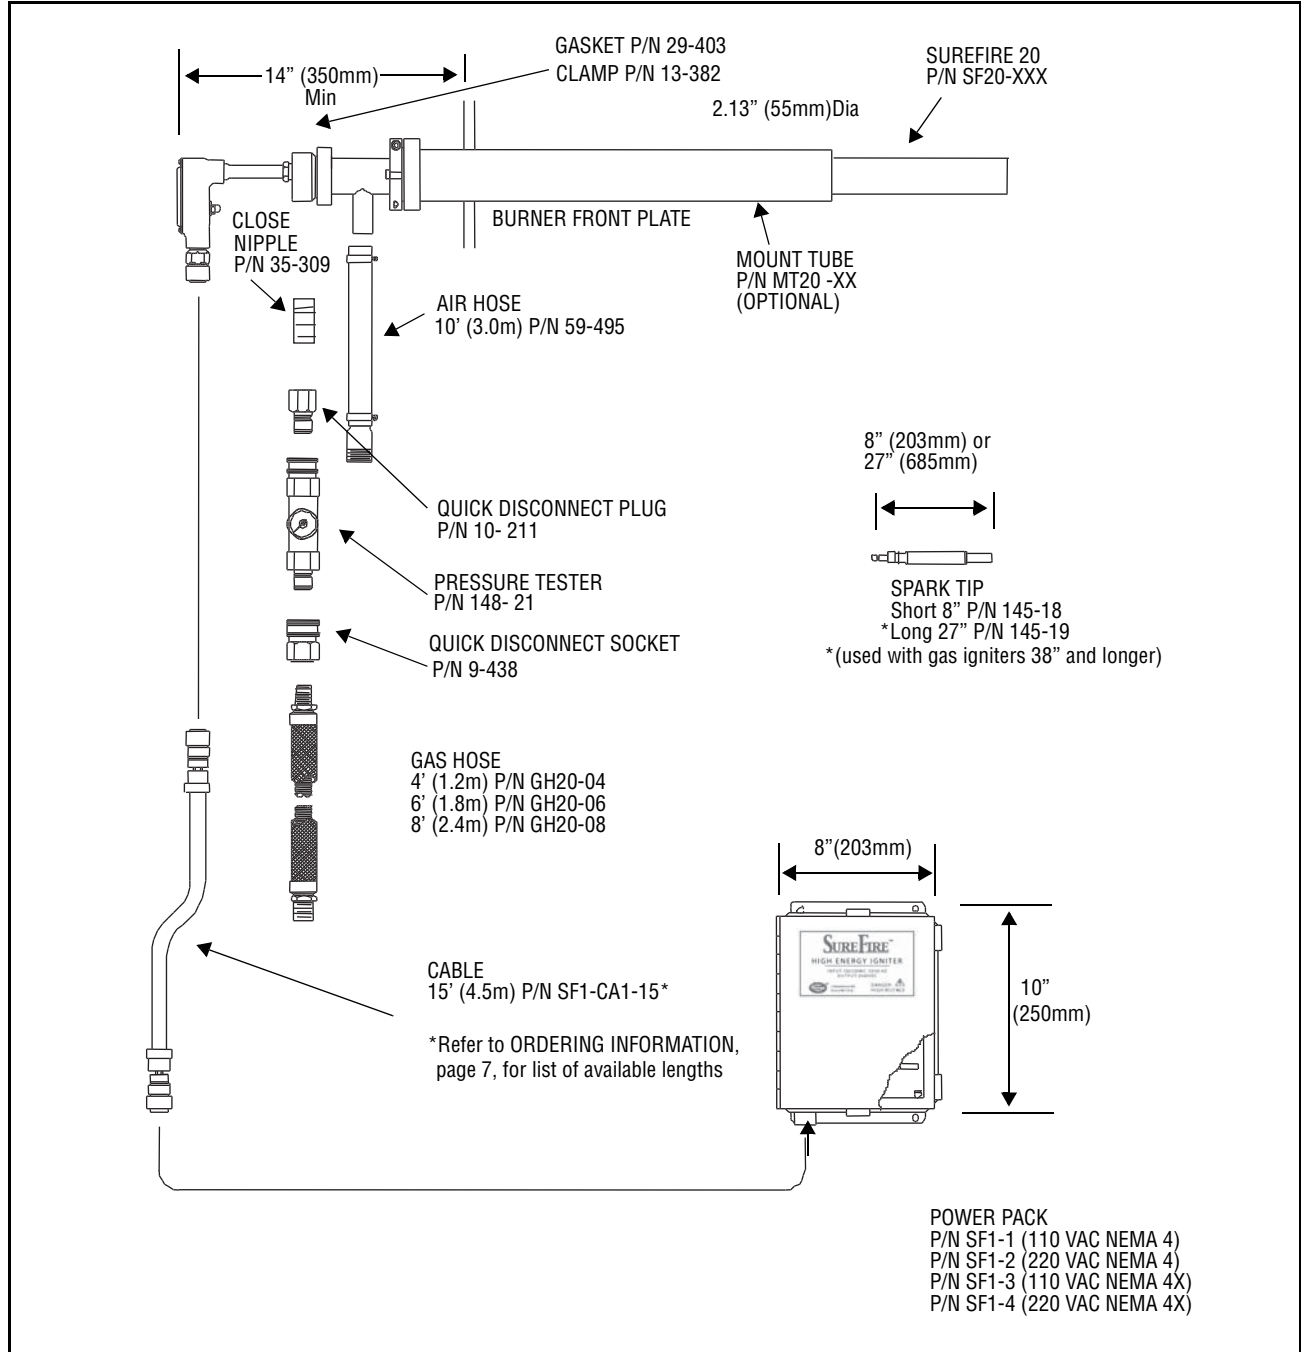 GASKET P/N 29-403
CLAMP P/N 13-382
SUREFIRE 20
P/N SF20-XXX
14” (350mm)
Min
2.13” (55mm)Dia
BURNER FRONT PLATE
CLOSE
NIPPLE
P/N 35-309
MOUNT TUBE
P/N MT20 -XX
(OPTIONAL)
AIR HOSE
10’ (3.0m) P/N 59-495
8” (203mm) or
27” (685mm)
QUICK DISCONNECT PLUG
P/N 10- 211
PRESSURE TESTER
P/N 148- 21
SPARK TIP
Short 8” P/N 145-18
*Long 27” P/N 145-19
*(used with gas igniters 38” and longer)
QUICK DISCONNECT SOCKET
P/N 9-438
GAS HOSE
4’ (1.2m) P/N GH20-04
6’ (1.8m) P/N GH20-06
8’ (2.4m) P/N GH20-08
8”(203mm)
SUREFIRE™
HIGH ENERGY IGNITER
10”
(250mm)
CABLE
15’ (4.5m) P/N SF1-CA1-15*
*Refer to ORDERING INFORMATION,
page 7, for list of available lengths
POWER PACK
P/N SF1-1 (110 VAC NEMA 4)
P/N SF1-2 (220 VAC NEMA 4)
P/N SF1-3 (110 VAC NEMA 4X)
P/N SF1-4 (220 VAC NEMA 4X)